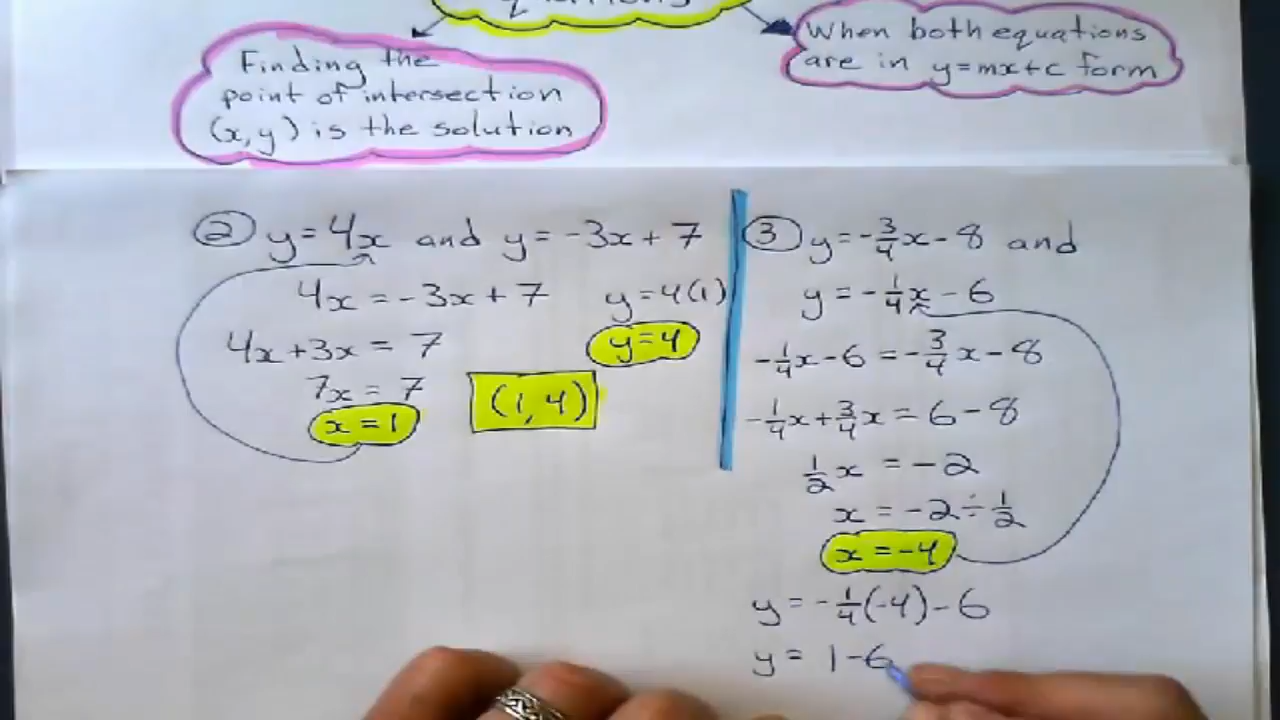 Finding the
point of intersection
(x, y) is the solution
When both equations
are in y=mx+c form
② y = 4x and y = -3x + 7
4x = -3x + 7
4x + 3x = 7
7x = 7
x = 1
y = 4(1)
y = 4
(1, 4)
③ y = -3/4x - 8 and
y = -1/4x - 6
-1/4x - 6 = -3/4x - 8
-1/4x + 3/4x = 6 - 8
1/2x = -2
x = -2 ÷ 1/2
x = -4
y = -1/4(-4) - 6
y = 1 - 6